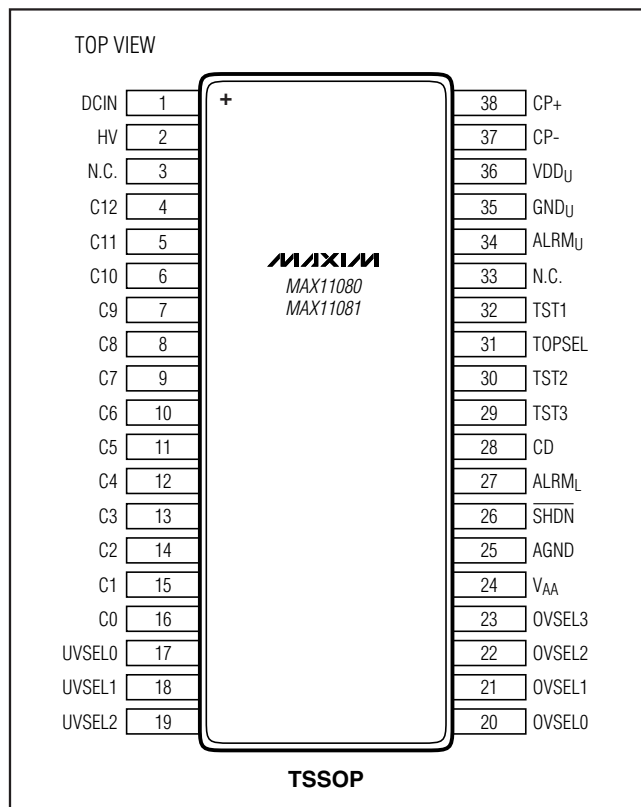 TOP VIEW
DCIN 1 + 38 CP+
HV 2 37 CP-
N.C. 3 36 VDDU
C12 4 35 GNDU
C11 5 34 ALRMU
C10 6 MAXIM 33 N.C.
C9 7 MAX11080 32 TST1
C8 8 MAX11081 31 TOPSEL
C7 9 30 TST2
C6 10 29 TST3
C5 11 28 CD
C4 12 27 ALRML
C3 13 26 SHDN
C2 14 25 AGND
C1 15 24 VAA
C0 16 23 OVSEL3
UVSEL0 17 22 OVSEL2
UVSEL1 18 21 OVSEL1
UVSEL2 19 20 OVSEL0
TSSOP